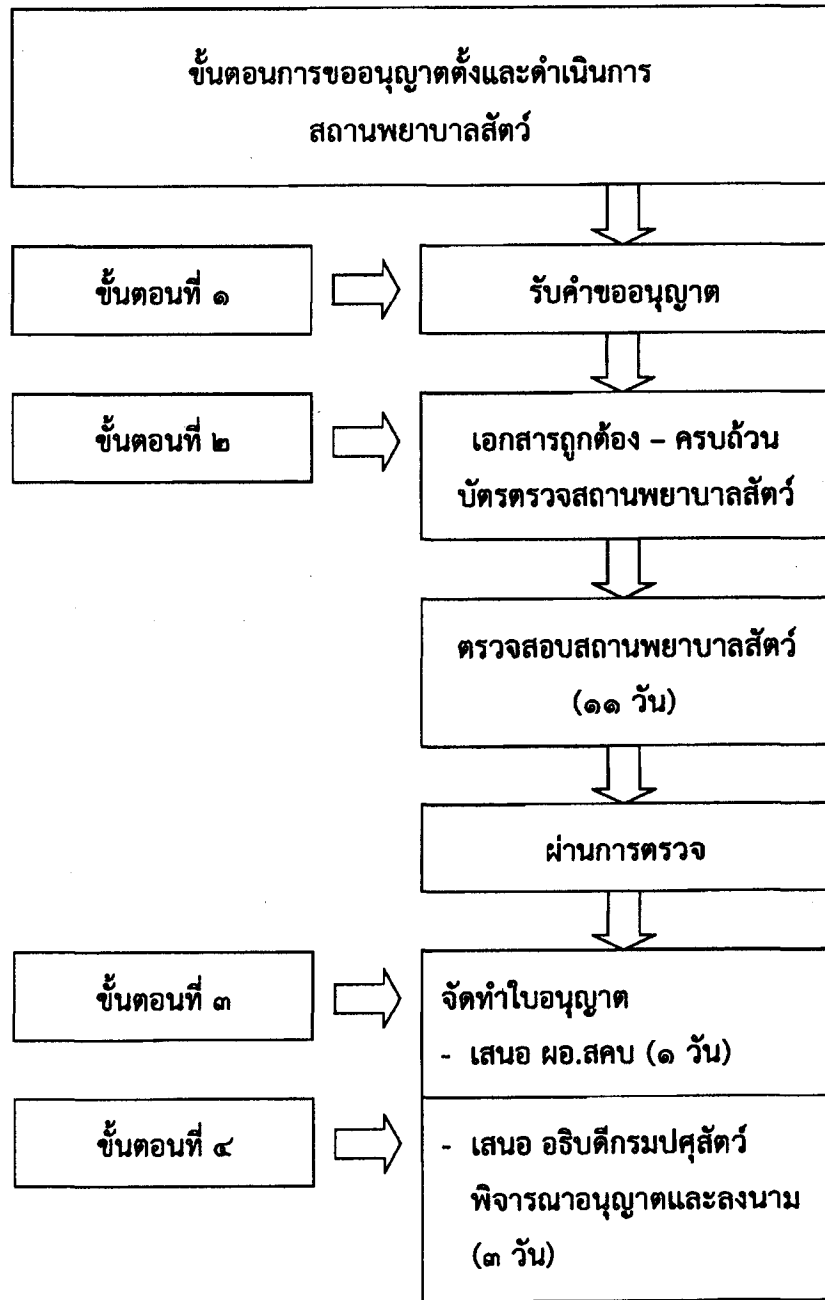 ขั้นตอนการขออนุญาตตั้งและดำเนินการ
สถานพยาบาลสัตว์
ขั้นตอนที่ ๑
รับคำขออนุญาต
ขั้นตอนที่ ๒
เอกสารถูกต้อง – ครบถ้วน
บัตรตรวจสถานพยาบาลสัตว์
ตรวจสอบสถานพยาบาลสัตว์
(๑๑ วัน)
ผ่านการตรวจ
ขั้นตอนที่ ๓
จัดทำใบอนุญาต
- เสนอ ผอ.สคบ (๑ วัน)
ขั้นตอนที่ ๔
- เสนอ อธิบดีกรมปศุสัตว์
พิจารณาอนุญาตและลงนาม
(๓ วัน)